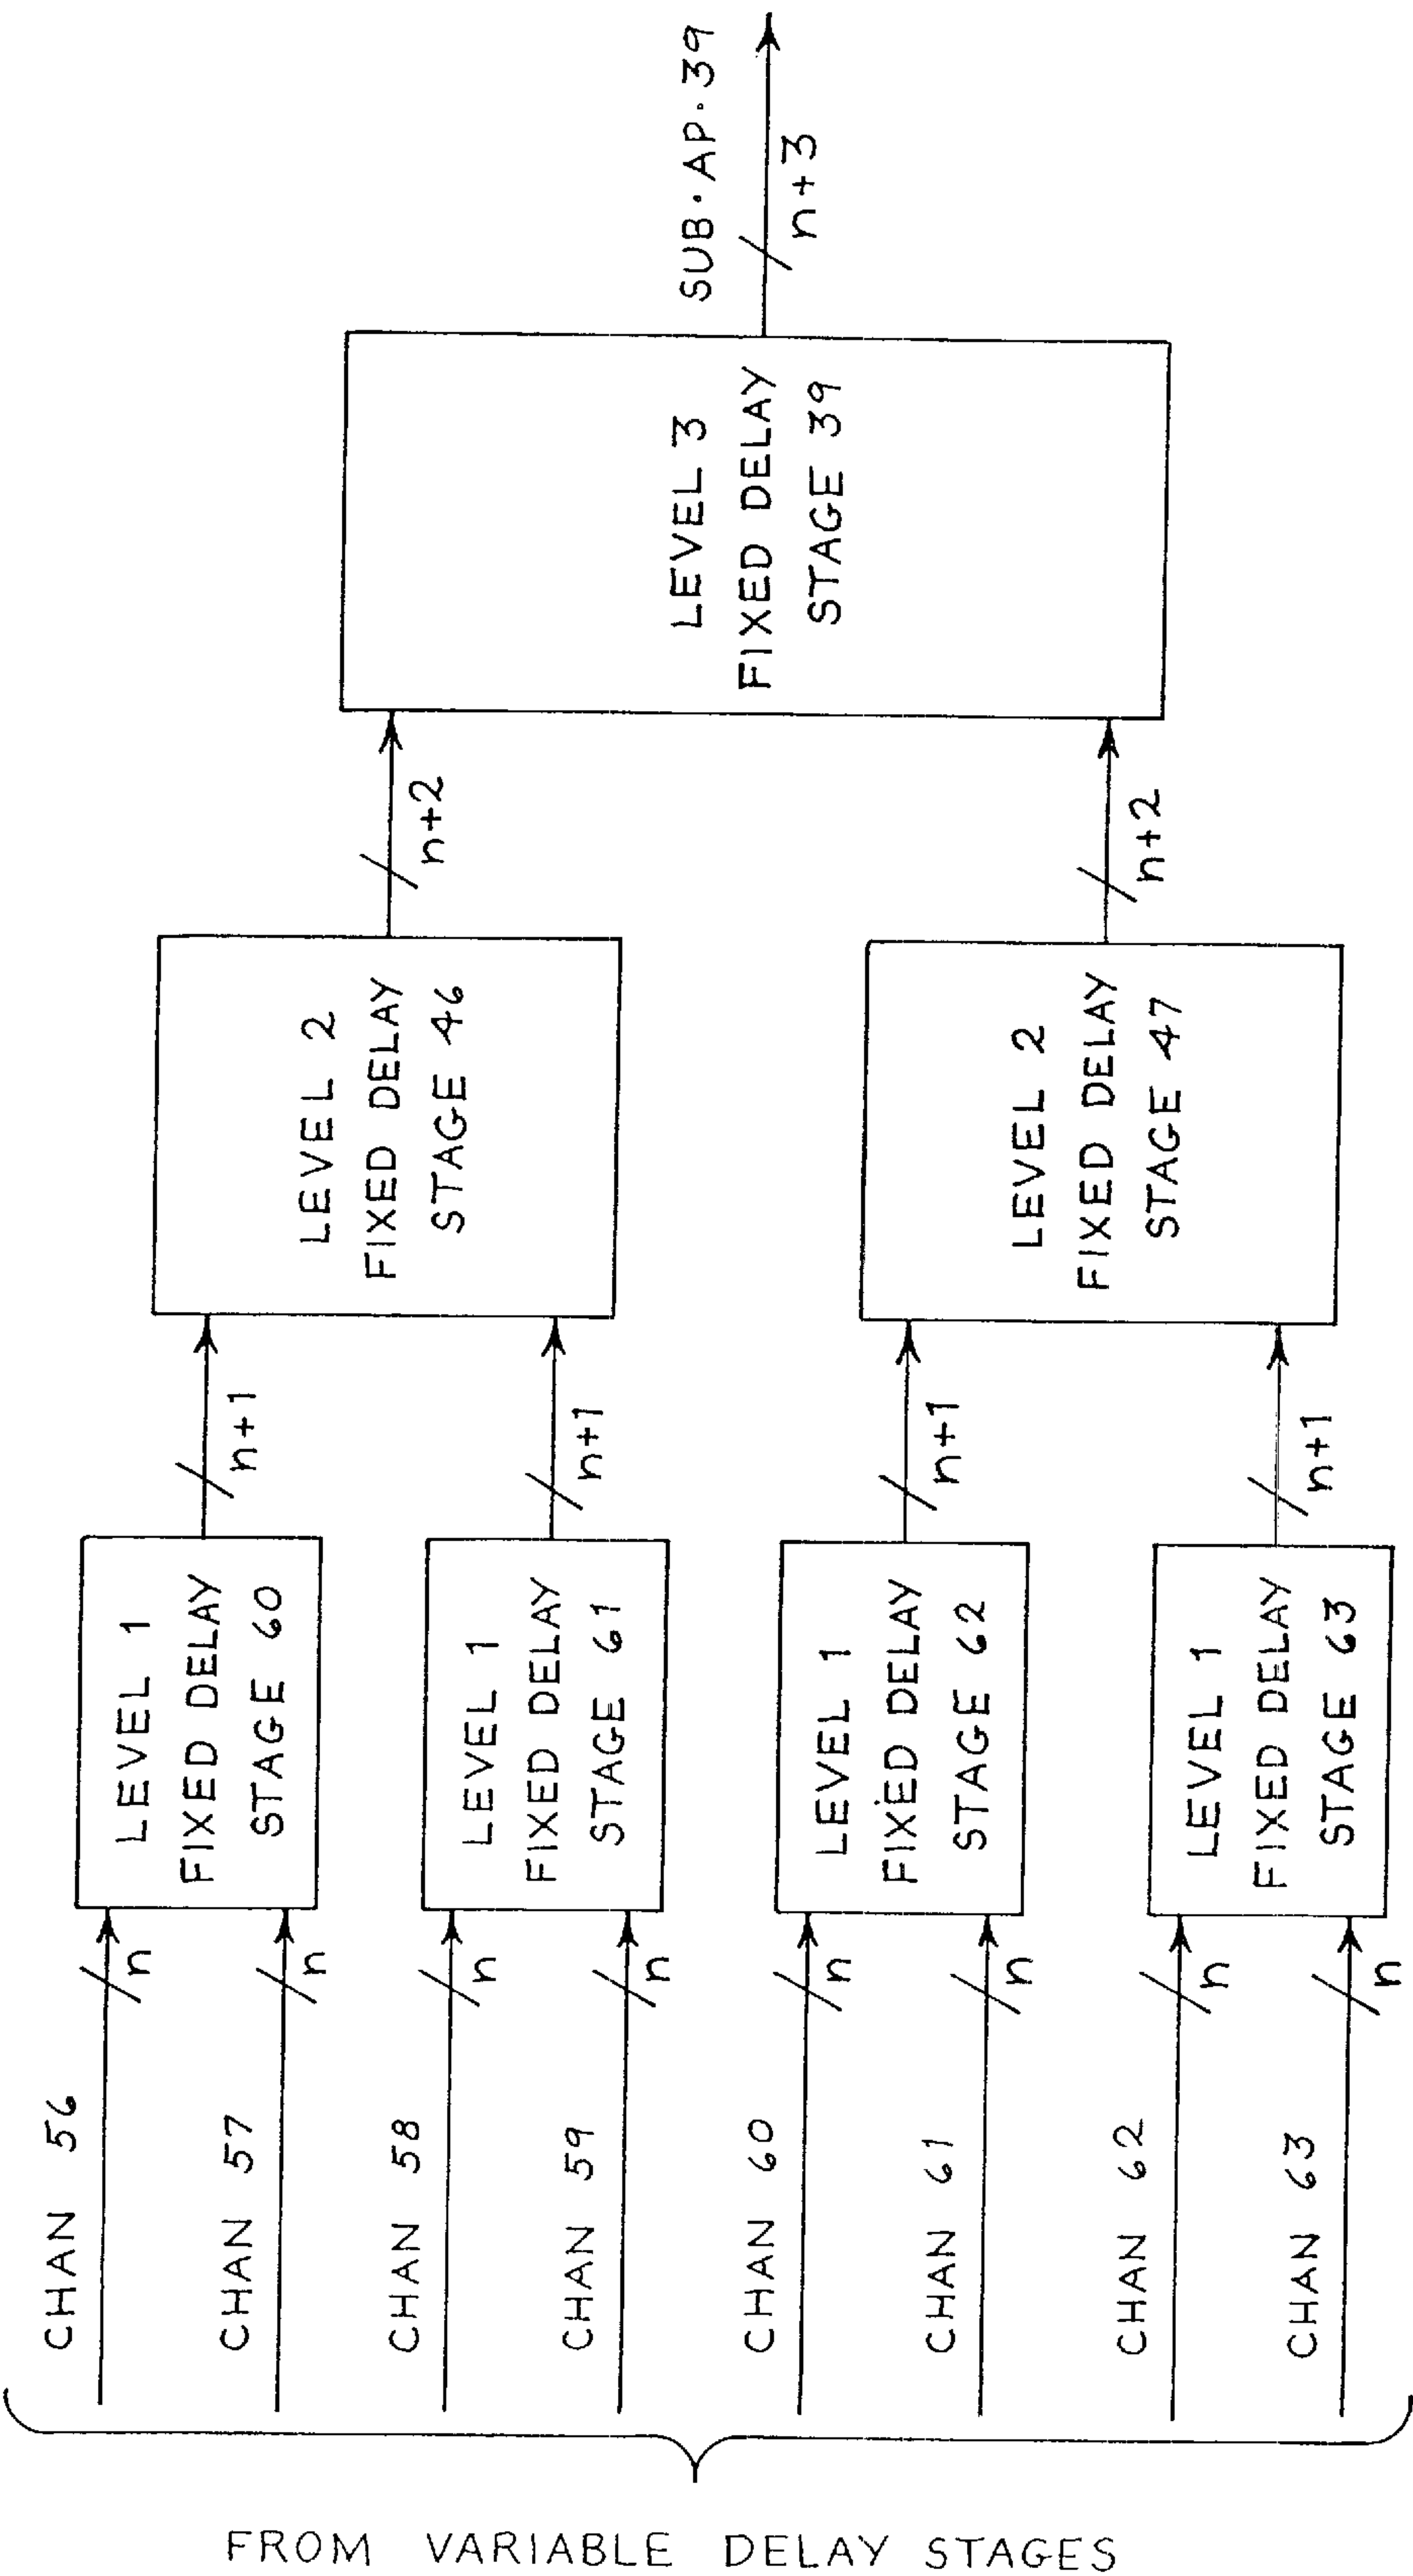 CHAN 56
n
CHAN 57
n
LEVEL 1
FIXED DELAY
STAGE 60
n+1
CHAN 58
n
CHAN 59
n
LEVEL 1
FIXED DELAY
STAGE 61
n+1
LEVEL 2
FIXED DELAY
STAGE 46
n+2
CHAN 60
n
CHAN 61
n
LEVEL 1
FIXED DELAY
STAGE 62
n+1
CHAN 62
n
CHAN 63
n
LEVEL 1
FIXED DELAY
STAGE 63
n+1
LEVEL 2
FIXED DELAY
STAGE 47
n+2
LEVEL 3
FIXED DELAY
STAGE 39
SUB·AP·39
n+3
FROM VARIABLE DELAY STAGES